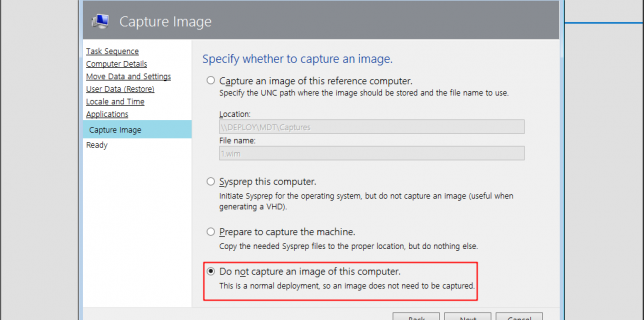 Capture Image
Task Sequence
Computer Details
Move Data and Settings
User Data (Restore)
Locale and Time
Applications
Capture Image
Ready
Specify whether to capture an image.
Capture an image of this reference computer.
Specify the UNC path where the image should be stored and the file name to use.
Location:
\\DEPLOY\MDT\Captures
File name:
1.wim
Sysprep this computer.
Initiate Sysprep for the operating system, but do not capture an image (useful when
generating a VHD).
Prepare to capture the machine.
Copy the needed Sysprep files to the proper location, but do nothing else.
Do not capture an image of this computer.
This is a normal deployment, so an image does not need to be captured.
Back Next Cancel